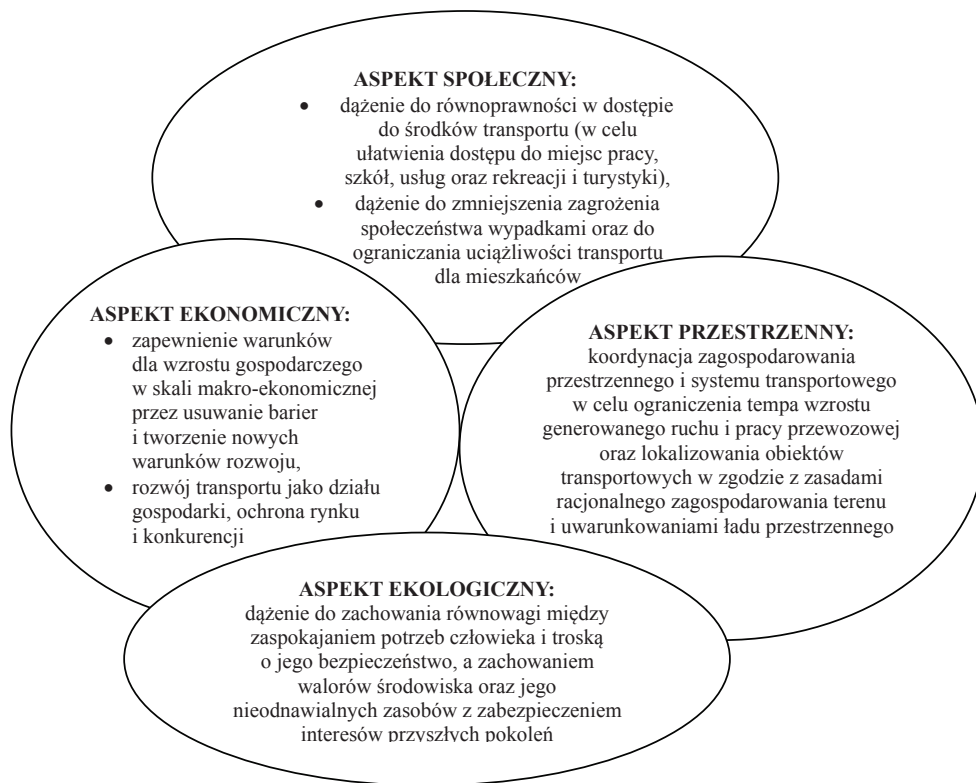 ASPEKT SPOŁECZNY:
• dążenie do równoprawności w dostępie
do środków transportu (w celu
ułatwienia dostępu do miejsc pracy,
szkół, usług oraz rekreacji i turystyki),
• dążenie do zmniejszenia zagrożenia
społeczeństwa wypadkami oraz do
ograniczania uciążliwości transportu
dla mieszkańców
ASPEKT EKONOMICZNY:
• zapewnienie warunków
dla wzrostu gospodarczego
w skali makro-ekonomicznej
przez usuwanie barier
i tworzenie nowych
warunków rozwoju,
• rozwój transportu jako działu
gospodarki, ochrona rynku
i konkurencji
ASPEKT PRZESTRZENNY:
koordynacja zagospodarowania
przestrzennego i systemu transportowego
w celu ograniczenia tempa wzrostu
generowanego ruchu i pracy przewozowej
oraz lokalizowania obiektów
transportowych w zgodzie z zasadami
racjonalnego zagospodarowania terenu
i uwarunkowaniami ładu przestrzennego
ASPEKT EKOLOGICZNY:
dążenie do zachowania równowagi między
zaspokajaniem potrzeb człowieka i troską
o jego bezpieczeństwo, a zachowaniem
walorów środowiska oraz jego
nieodnawialnych zasobów z zabezpieczeniem
interesów przyszłych pokoleń